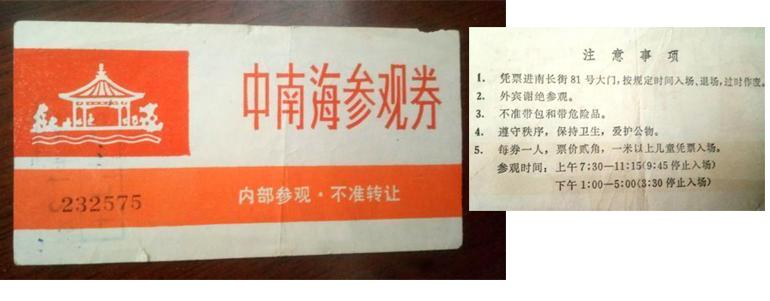 中南海参观券
内部参观·不准转让
232575
注意事项
1. 凭票进南长街81号大门，按规定时间入场、退场，过时作废。
2. 外宾谢绝参观。
3. 不准带包和带危险品。
4. 遵守秩序，保持卫生，爱护公物。
5. 每券一人，票价贰角，一米以上儿童凭票入场。
参观时间：上午7:30—11:15(9:45停止入场)
下午1:00—5:00(3:30停止入场)